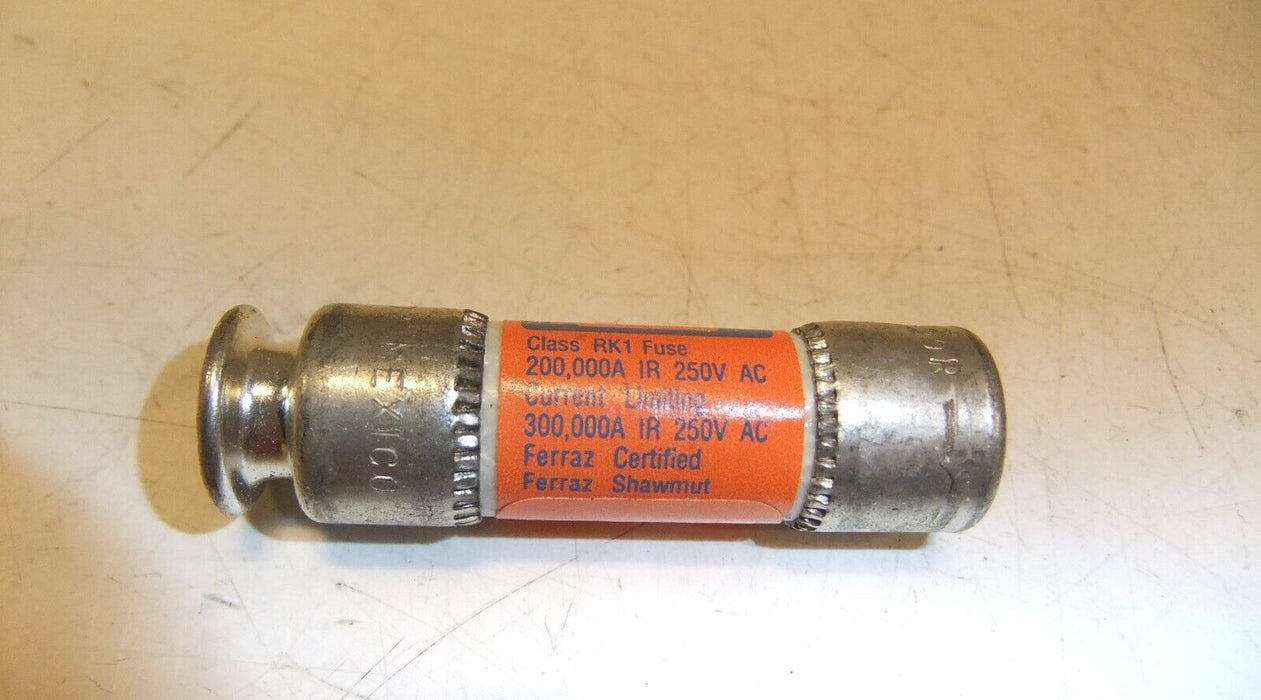 MEXICO
Class RK1 Fuse
200,000A IR 250V AC
Current Limiting
300,000A IR 250V AC
Ferraz Certified
Ferraz Shawmut